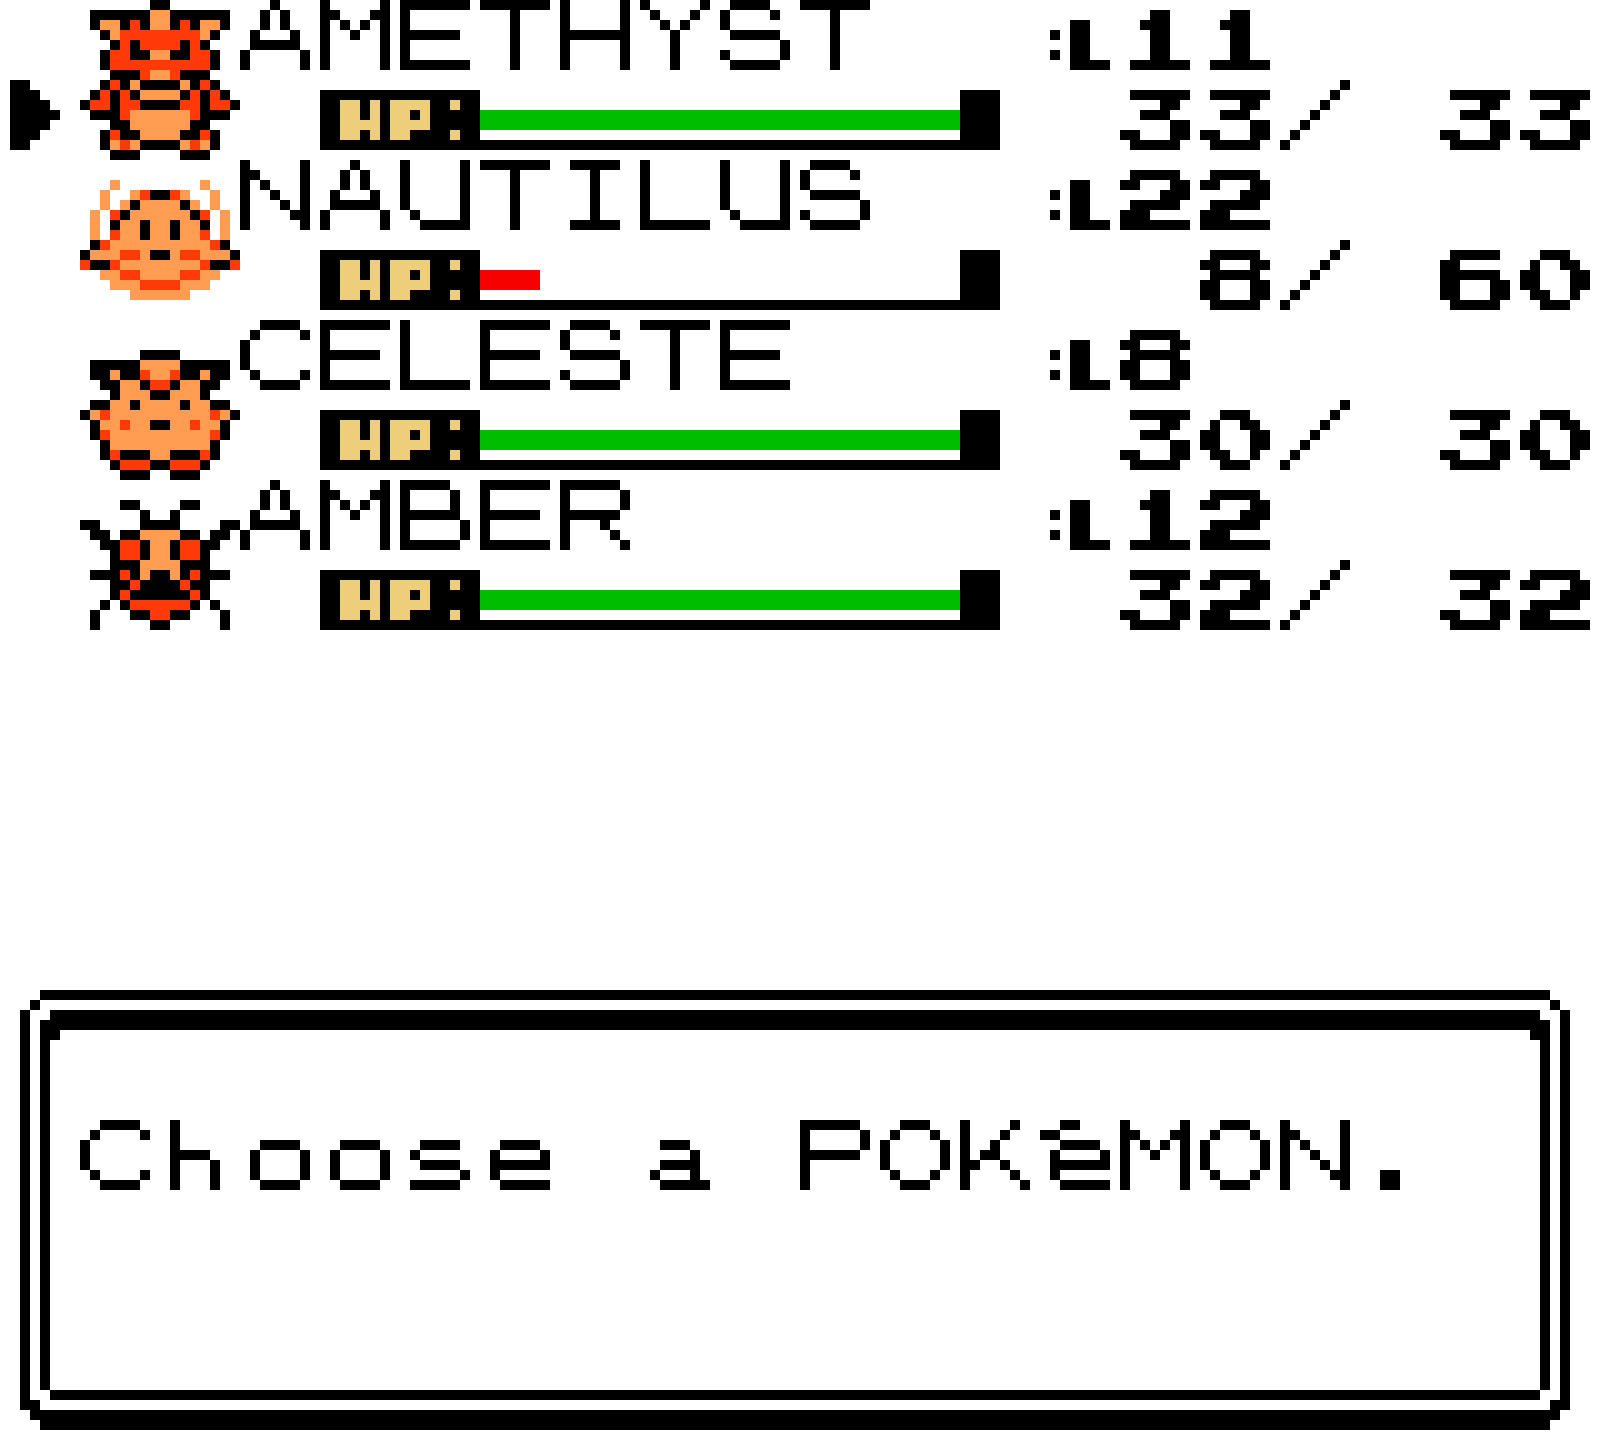 AMETHYST :L11
HP: 33/ 33
NAUTILUS :L22
HP: 8/ 60
CELESTE :L8
HP: 30/ 30
AMBER :L12
HP: 32/ 32
Choose a POKéMON.